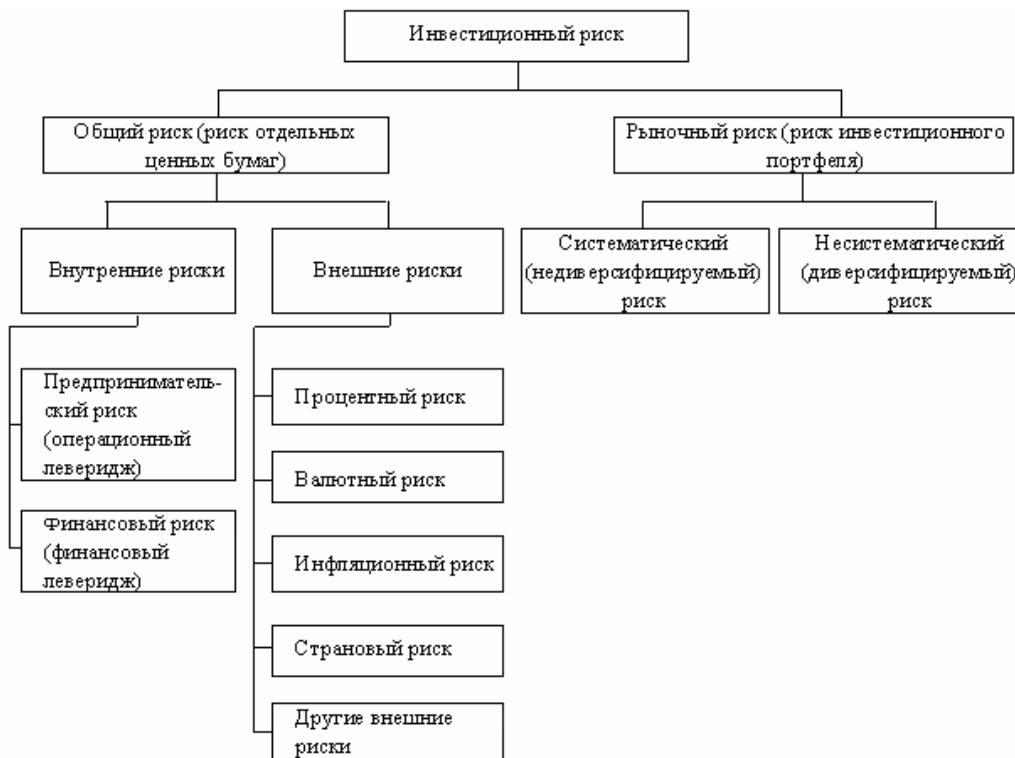 Инвестиционный риск
Общий риск (риск отдельных
ценных бумаг)
Рыночный риск (риск инвестиционного
портфеля)
Внутренние риски
Внешние риски
Систематический
(недиверсифицируемый)
риск
Несистематический
(диверсифицируемый)
риск
Предприниматель-
ский риск
(операционный
леверидж)
Финансовый риск
(финансовый
леверидж)
Процентный риск
Валютный риск
Инфляционный риск
Страновый риск
Другие внешние
риски